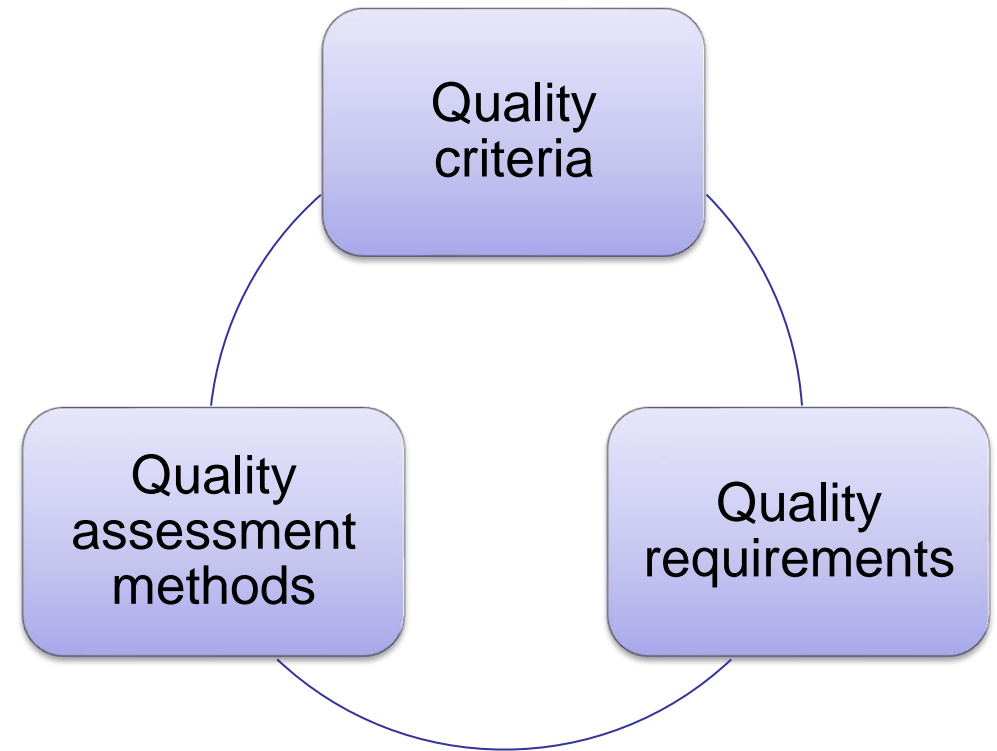 Quality
criteria
Quality
assessment
methods
Quality
requirements